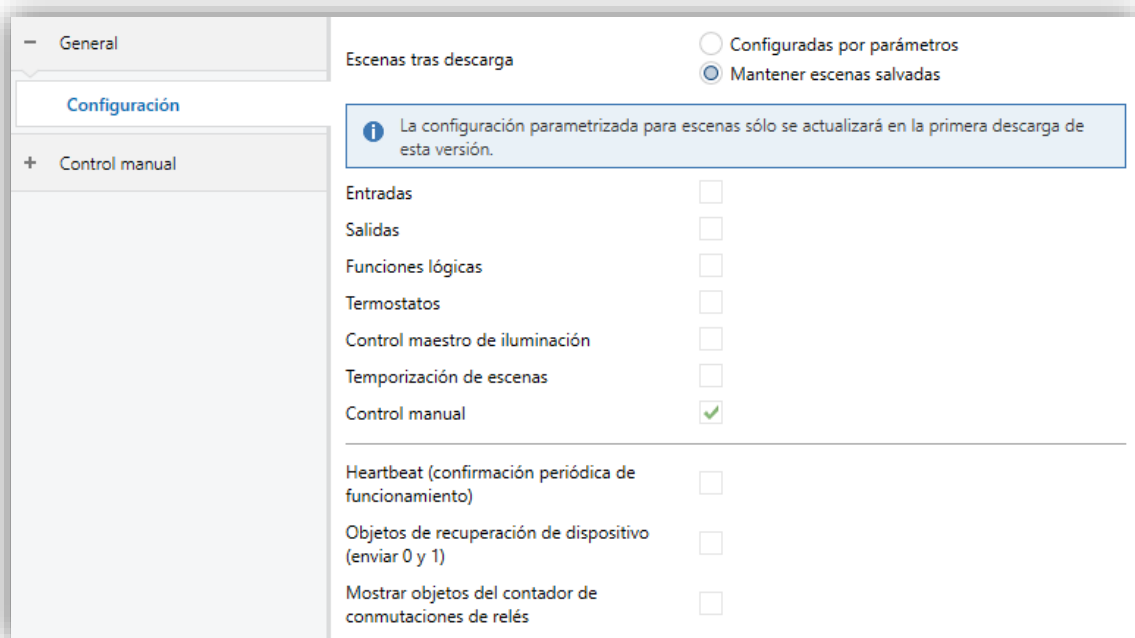 General
Configuración
Control manual
Escenas tras descarga
Configuradas por parámetros
Mantener escenas salvadas
La configuración parametrizada para escenas sólo se actualizará en la primera descarga de
esta versión.
Entradas
Salidas
Funciones lógicas
Termostatos
Control maestro de iluminación
Temporización de escenas
Control manual
Heartbeat (confirmación periódica de
funcionamiento)
Objetos de recuperación de dispositivo
(enviar 0 y 1)
Mostrar objetos del contador de
conmutaciones de relés